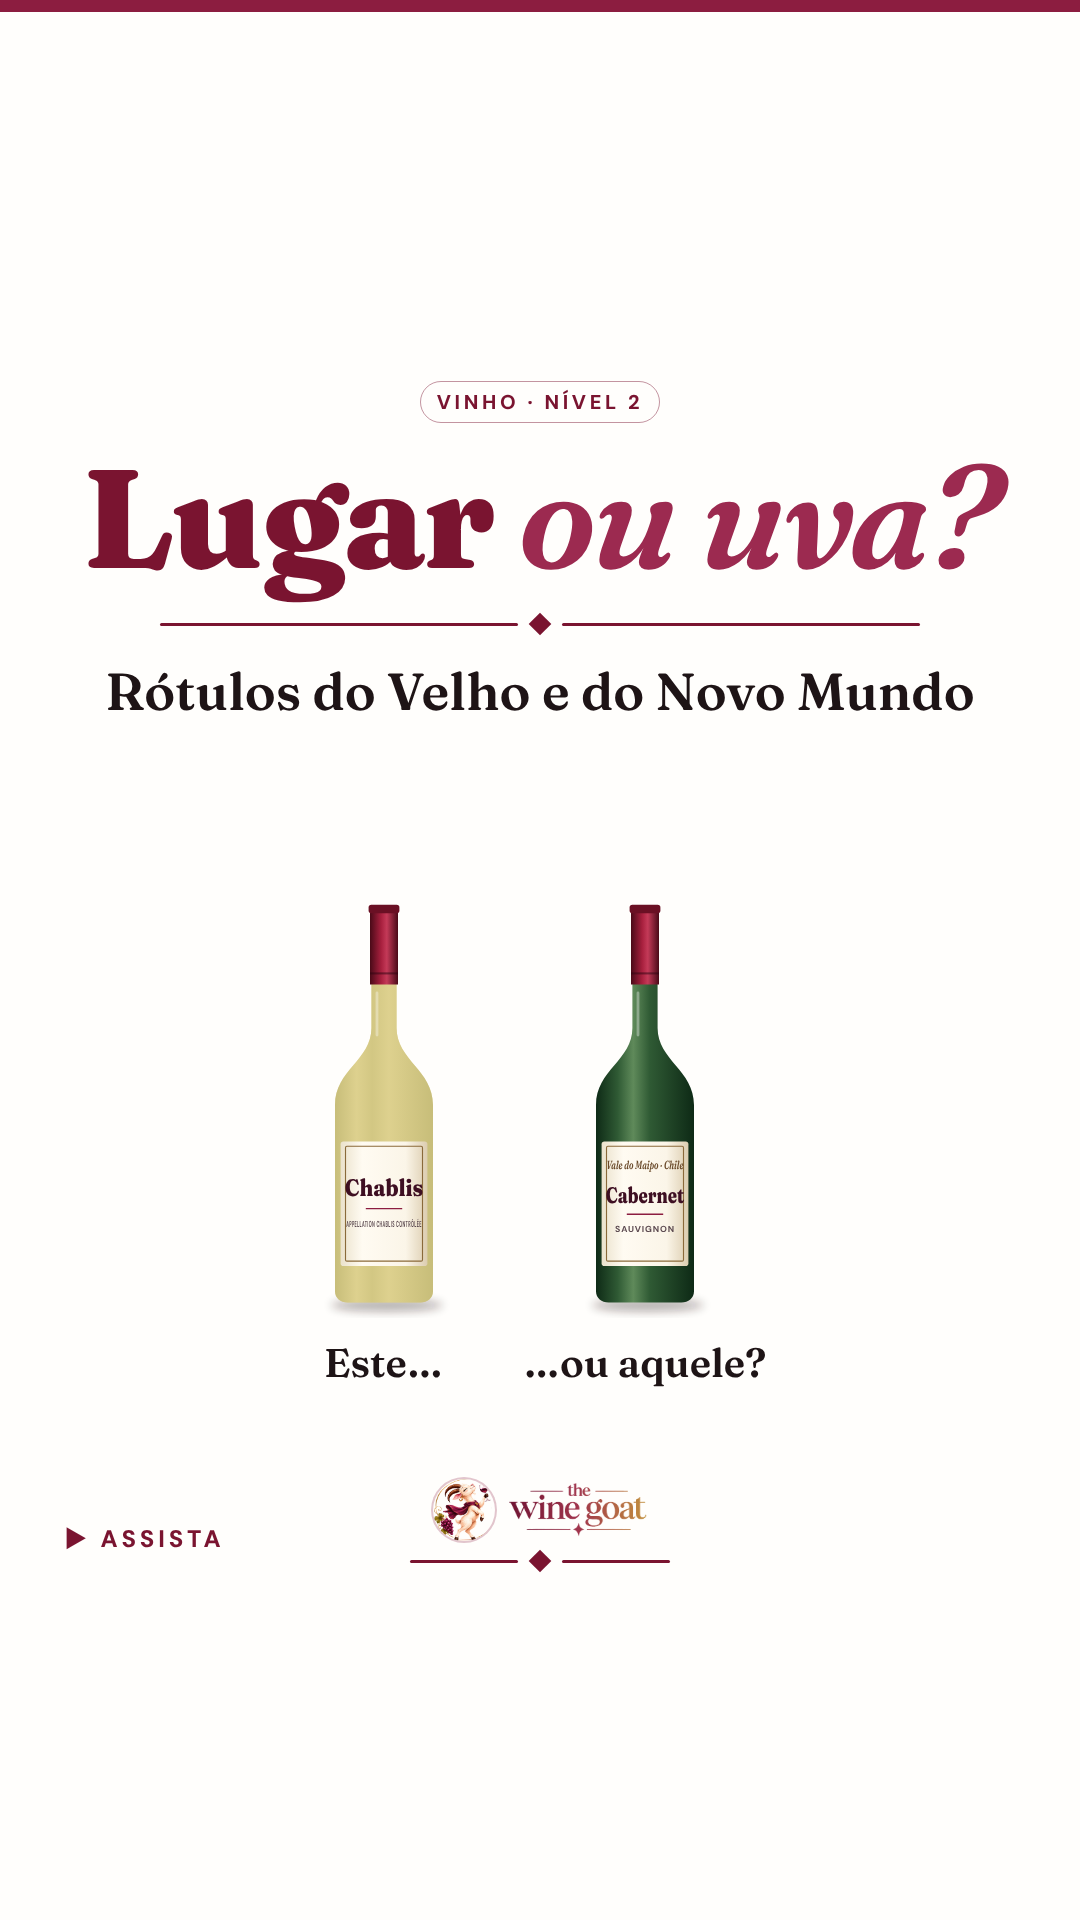 VINHO · NÍVEL 2
Lugar ou uva?
Rótulos do Velho e do Novo Mundo
Chablis
APPELLATION CHABLIS CONTRÔLÉE
Vale do Maipo · Chile
Cabernet
SAUVIGNON
Este...
...ou aquele?
▶ ASSISTA
the
wine goat